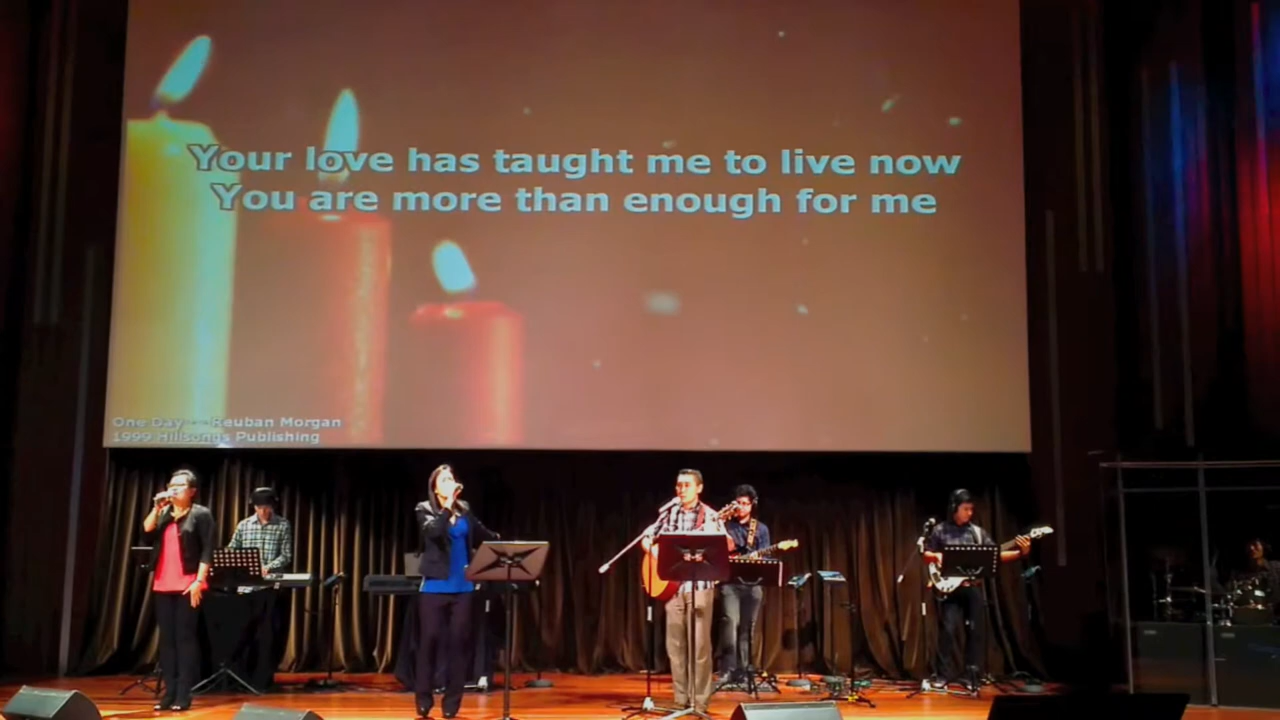 Your love has taught me to live now
You are more than enough for me
One Day - Reuban Morgan
1999 Hillsongs Publishing